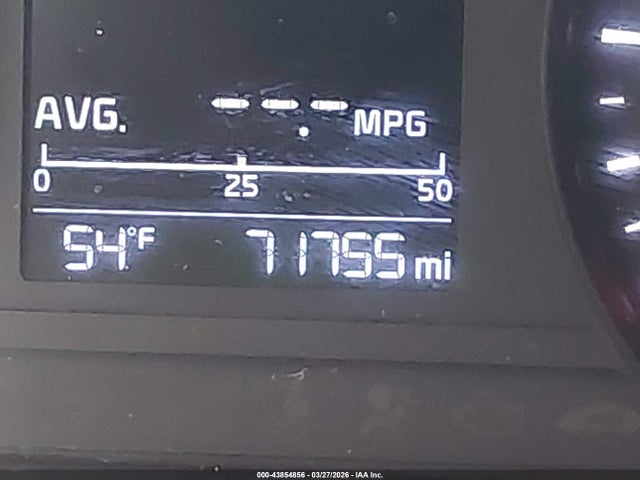 AVG. --.- MPG
0 25 50
54°F 71755 mi
000-43854856 - 03/27/2026 - IAA Inc.